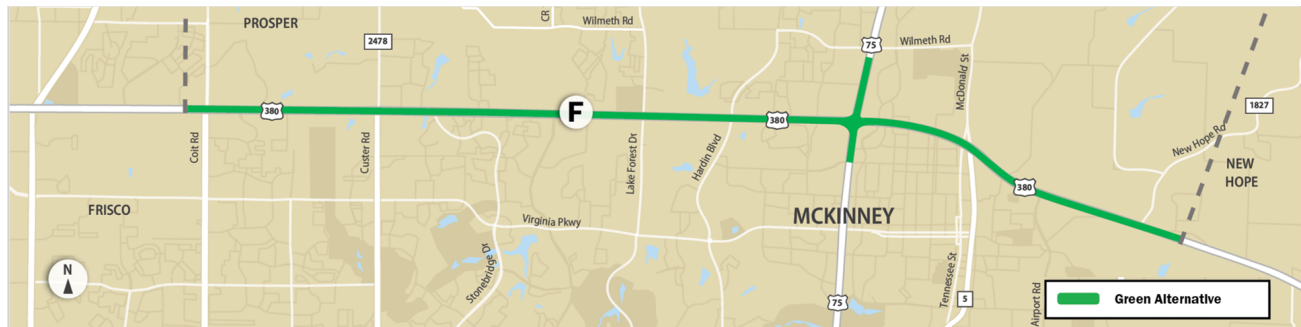 PROSPER
CR
Wilmeth Rd
2478
75
Wilmeth Rd
McDonald St
1827
380
F
380
New Hope Rd
Coit Rd
Custer Rd
Lake Forest Dr
Hardin Blvd
380
NEW
HOPE
FRISCO
Virginia Pkwy
MCKINNEY
Stonebridge Dr
N
75
Tennessee St
5
Airport Rd
Green Alternative